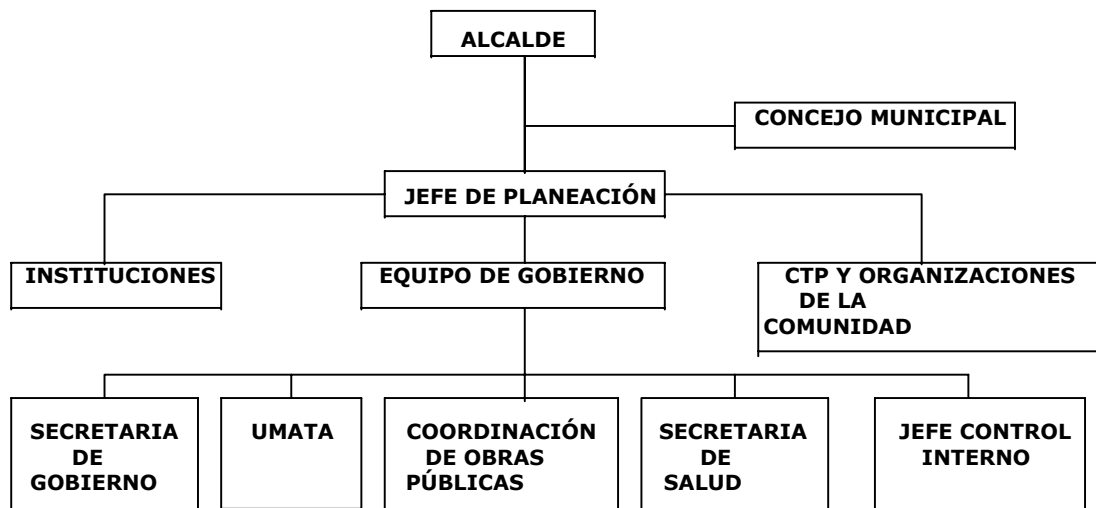 ALCALDE
CONCEJO MUNICIPAL
JEFE DE PLANEACIÓN
INSTITUCIONES
EQUIPO DE GOBIERNO
CTP Y ORGANIZACIONES
DE LA
COMUNIDAD
SECRETARIA
DE
GOBIERNO
UMATA
COORDINACIÓN
DE OBRAS
PÚBLICAS
SECRETARIA
DE
SALUD
JEFE CONTROL
INTERNO